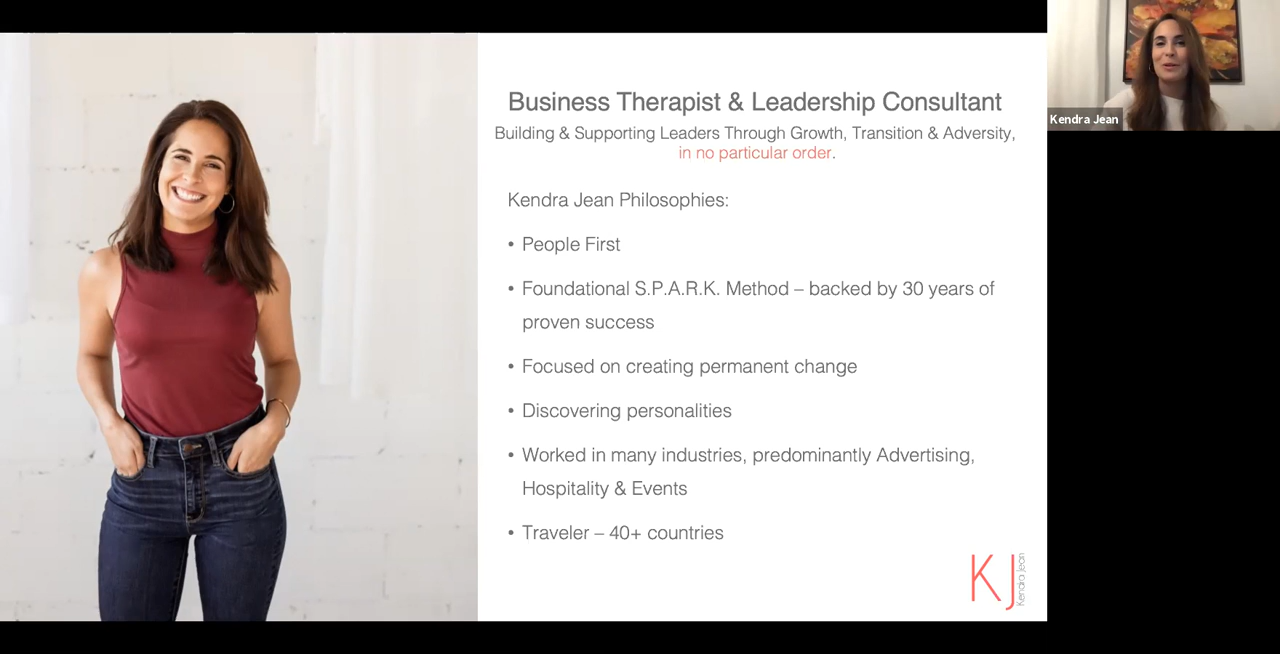 Business Therapist & Leadership Consultant
Building & Supporting Leaders Through Growth, Transition & Adversity,
in no particular order.
Kendra Jean Philosophies:
• People First
• Foundational S.P.A.R.K. Method – backed by 30 years of
proven success
• Focused on creating permanent change
• Discovering personalities
• Worked in many industries, predominantly Advertising,
Hospitality & Events
• Traveler – 40+ countries
KJ
Kendra Jean
Kendra Jean